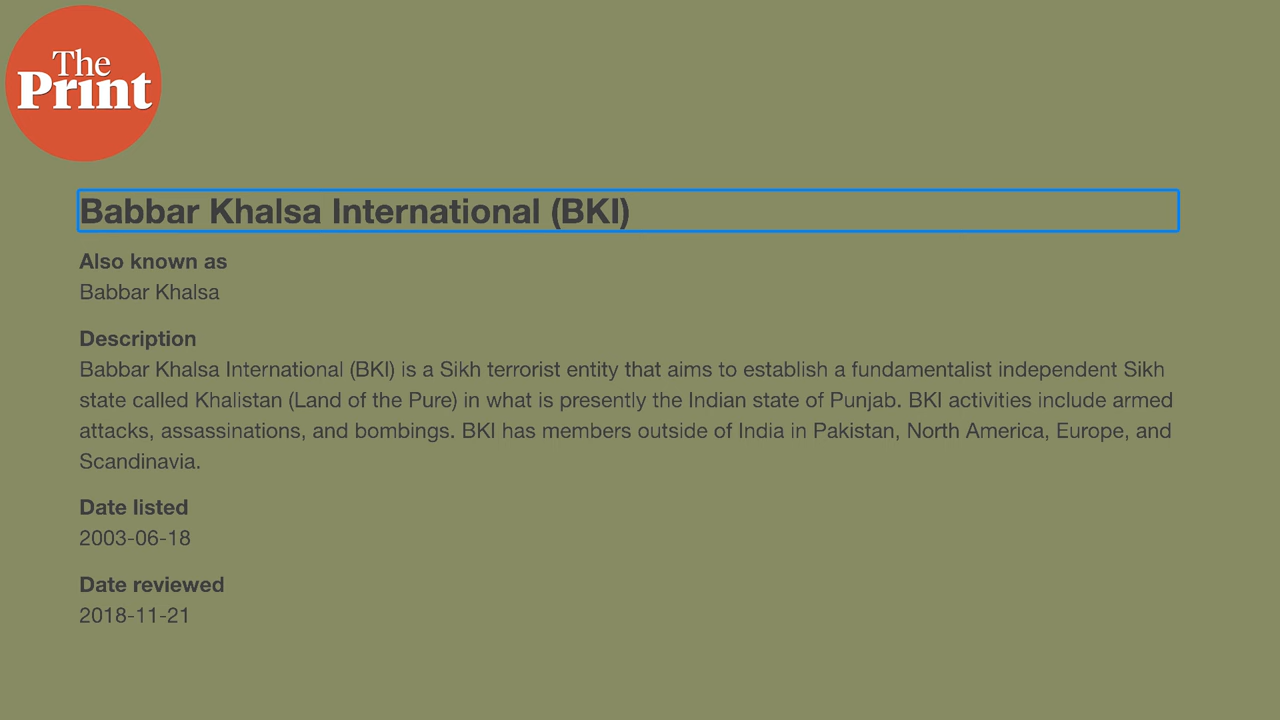 The
Print
Babbar Khalsa International (BKI)
Also known as
Babbar Khalsa
Description
Babbar Khalsa International (BKI) is a Sikh terrorist entity that aims to establish a fundamentalist independent Sikh
state called Khalistan (Land of the Pure) in what is presently the Indian state of Punjab. BKI activities include armed
attacks, assassinations, and bombings. BKI has members outside of India in Pakistan, North America, Europe, and
Scandinavia.
Date listed
2003-06-18
Date reviewed
2018-11-21